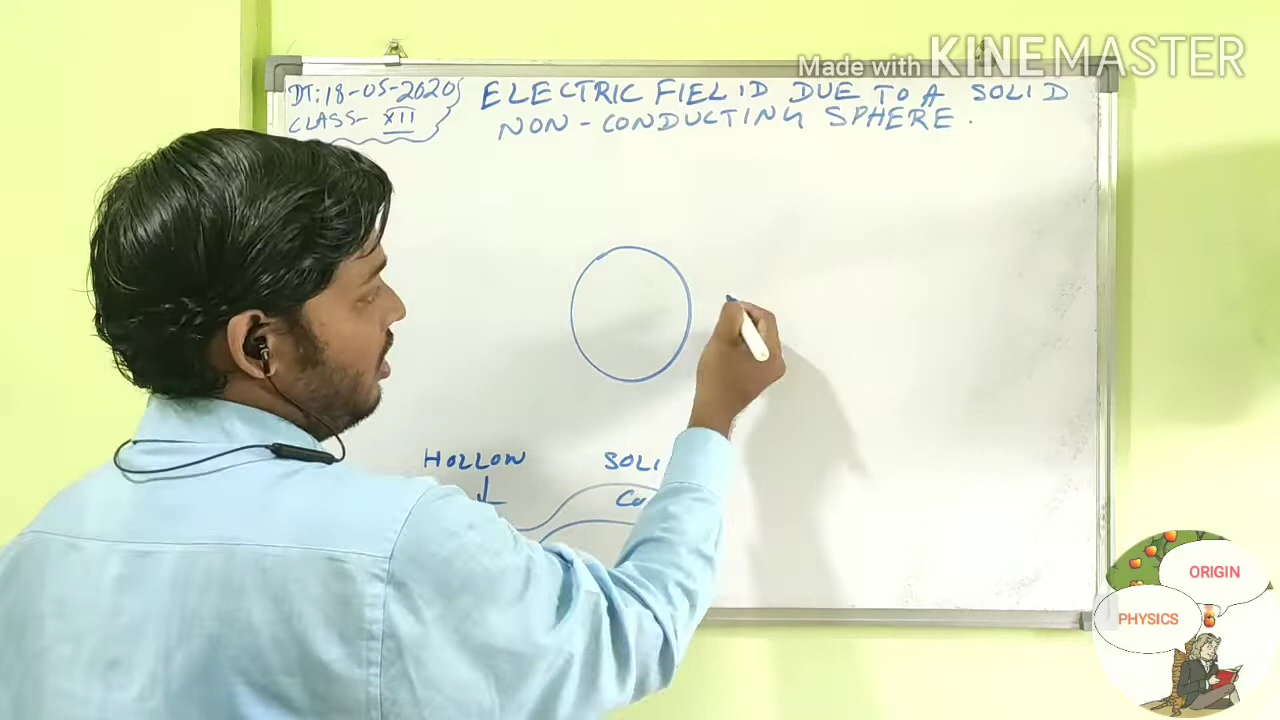 Made with KINEMASTER
DT:18-05-2020
CLASS- XII
ELECTRIC FIELD DUE TO A SOLID
NON-CONDUCTING SPHERE.
HOLLOW SOLI
ORIGIN
PHYSICS